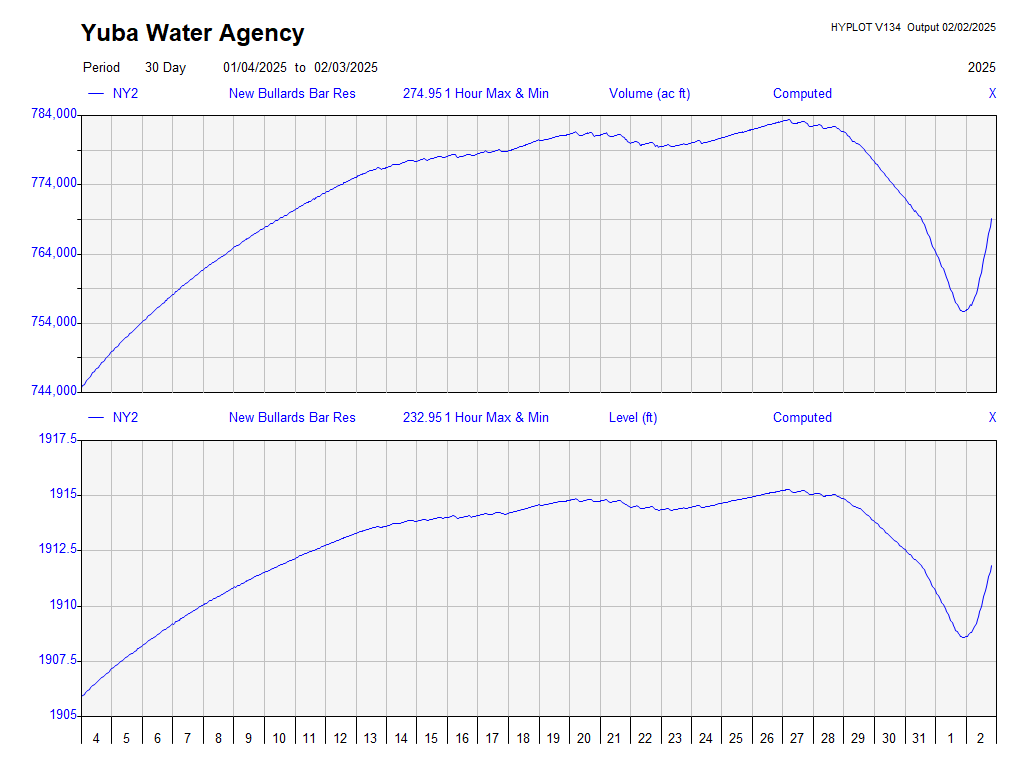 Yuba Water Agency
HYPLOT V134 Output 02/02/2025
Period 30 Day 01/04/2025 to 02/03/2025 2025
NY2 New Bullards Bar Res 274.95 1 Hour Max & Min Volume (ac ft) Computed X
784,000
774,000
764,000
754,000
744,000
NY2 New Bullards Bar Res 232.95 1 Hour Max & Min Level (ft) Computed X
1917.5
1915
1912.5
1910
1907.5
1905
4 5 6 7 8 9 10 11 12 13 14 15 16 17 18 19 20 21 22 23 24 25 26 27 28 29 30 31 1 2